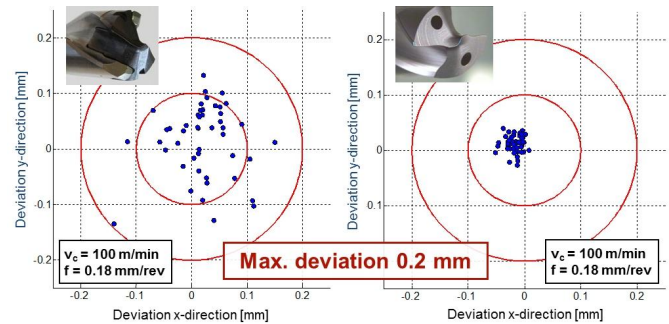 0.2
0.1
0
-0.1
-0.2
Deviation y-direction [mm]
vc = 100 m/min
f = 0.18 mm/rev
-0.2 -0.1 0 0.1 0.2
Deviation x-direction [mm]
Max. deviation 0.2 mm
0.2
0.1
0
-0.1
-0.2
Deviation y-direction [mm]
vc = 100 m/min
f = 0.18 mm/rev
-0.2 -0.1 0 0.1 0.2
Deviation x-direction [mm]